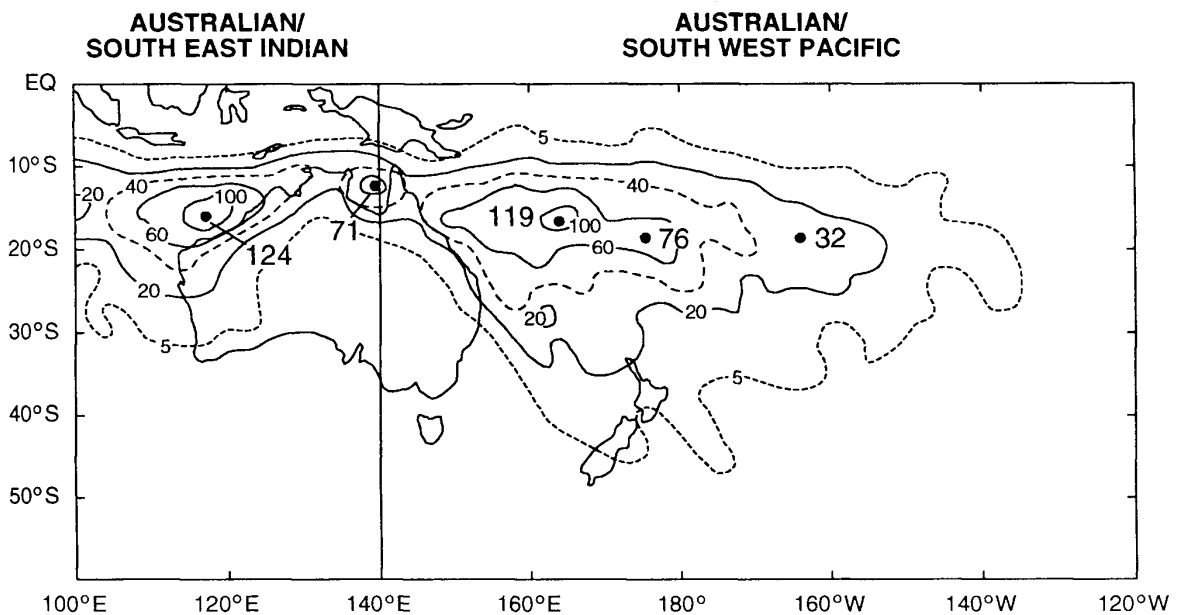 AUSTRALIAN/
SOUTH EAST INDIAN
AUSTRALIAN/
SOUTH WEST PACIFIC
EQ
10°S
20°S
30°S
40°S
50°S
5
20
40
100
60
124
71
20
5
5
40
119
100
60
76
32
20
20
5
100°E
120°E
140°E
160°E
180°
160°W
140°W
120°W